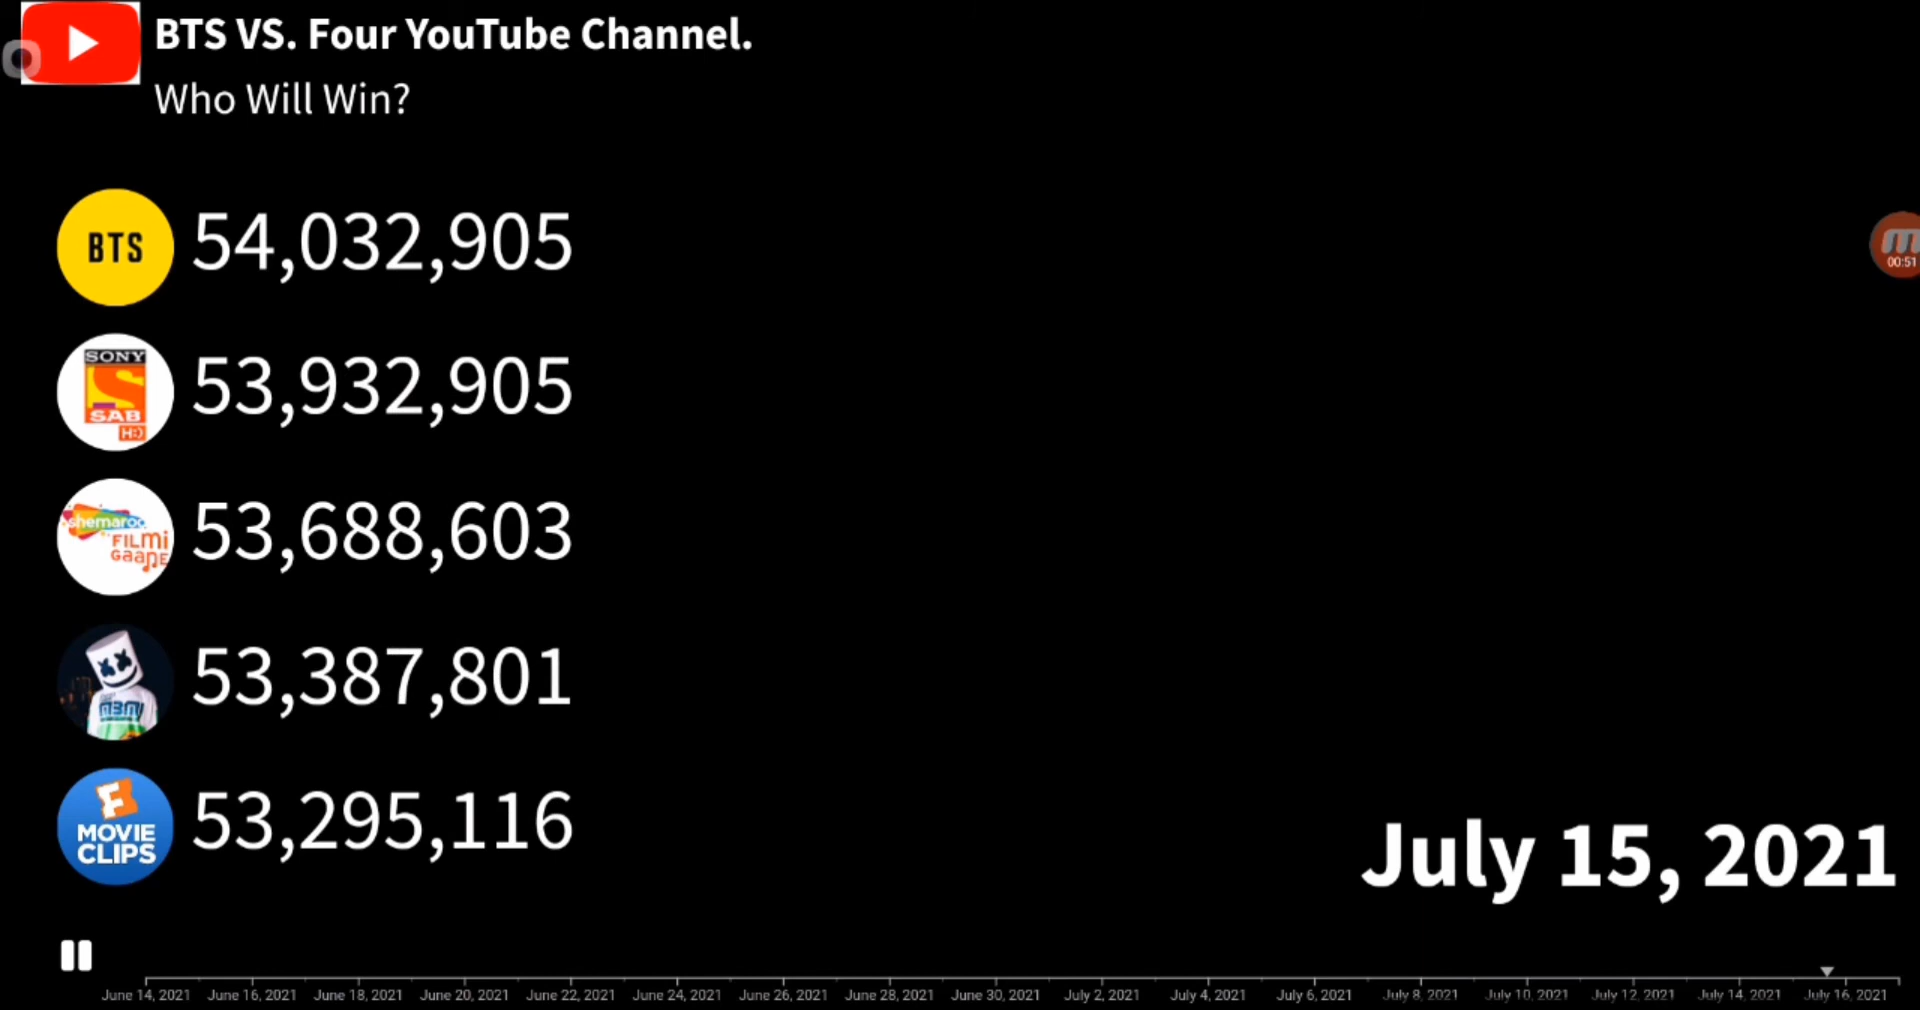 BTS VS. Four YouTube Channel.
Who Will Win?
BTS
54,032,905
SONY
SAB
HD
53,932,905
shemaroo
FILMi
GaaNE
53,688,603
53,387,801
MOVIE
CLIPS
53,295,116
00:51
July 15, 2021
June 14, 2021 June 16, 2021 June 18, 2021 June 20, 2021 June 22, 2021 June 24, 2021 June 26, 2021 June 28, 2021 June 30, 2021 July 2, 2021 July 4, 2021 July 6, 2021 July 8, 2021 July 10, 2021 July 12, 2021 July 14, 2021 July 16, 2021